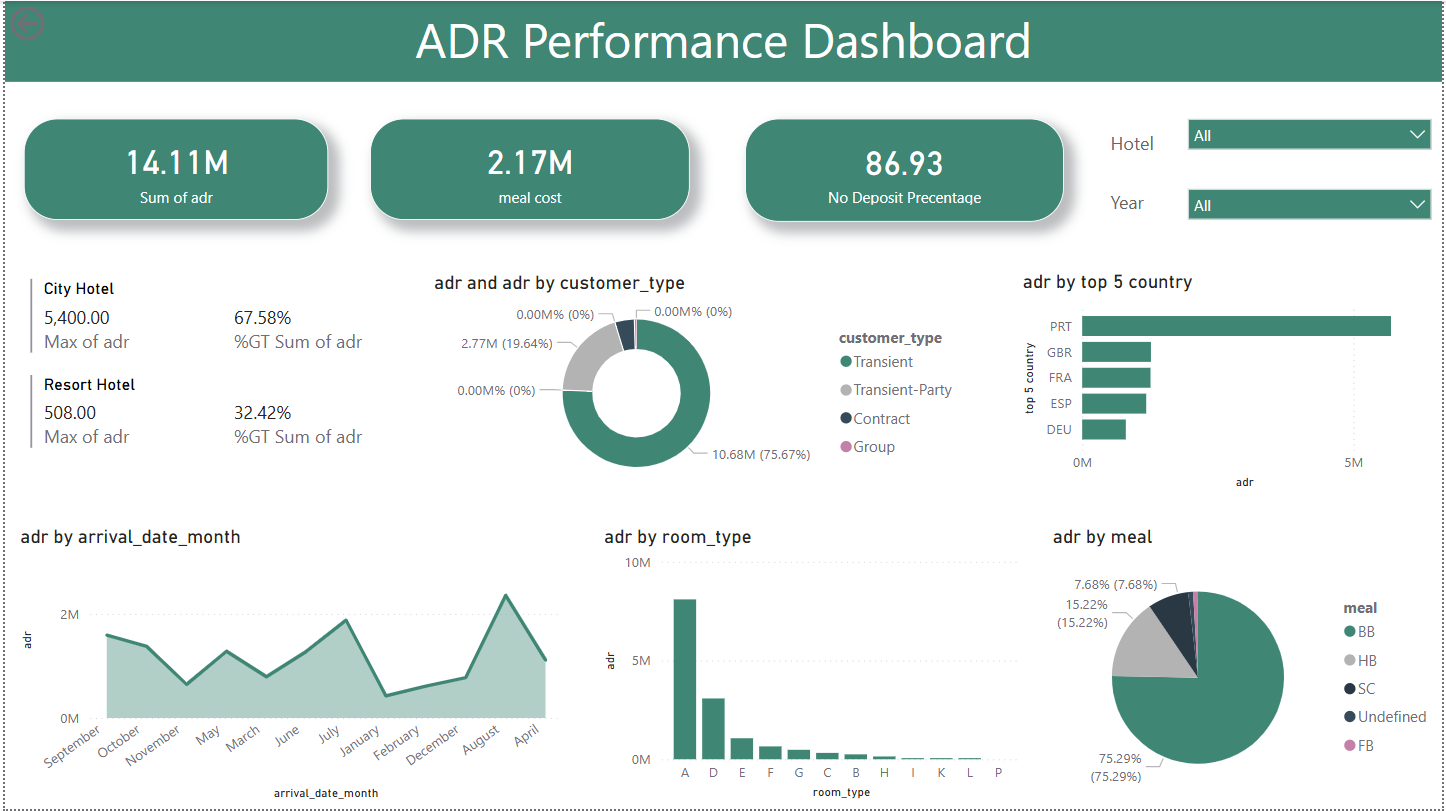 ADR Performance Dashboard
14.11M
Sum of adr
2.17M
meal cost
86.93
No Deposit Precentage
Hotel
All
Year
All
City Hotel
5,400.00
67.58%
Max of adr
%GT Sum of adr
Resort Hotel
508.00
32.42%
Max of adr
%GT Sum of adr
adr and adr by customer_type
0.00M% (0%)
0.00M% (0%)
2.77M (19.64%)
0.00M% (0%)
10.68M (75.67%)
customer_type
Transient
Transient-Party
Contract
Group
adr by top 5 country
top 5 country
PRT
GBR
FRA
ESP
DEU
0M
5M
adr
adr by arrival_date_month
adr
2M
0M
September
October
November
May
March
June
July
January
February
December
August
April
arrival_date_month
adr by room_type
adr
10M
5M
0M
A
D
E
F
G
C
B
H
I
K
L
P
room_type
adr by meal
7.68% (7.68%)
15.22%
(15.22%)
75.29%
(75.29%)
meal
BB
HB
SC
Undefined
FB